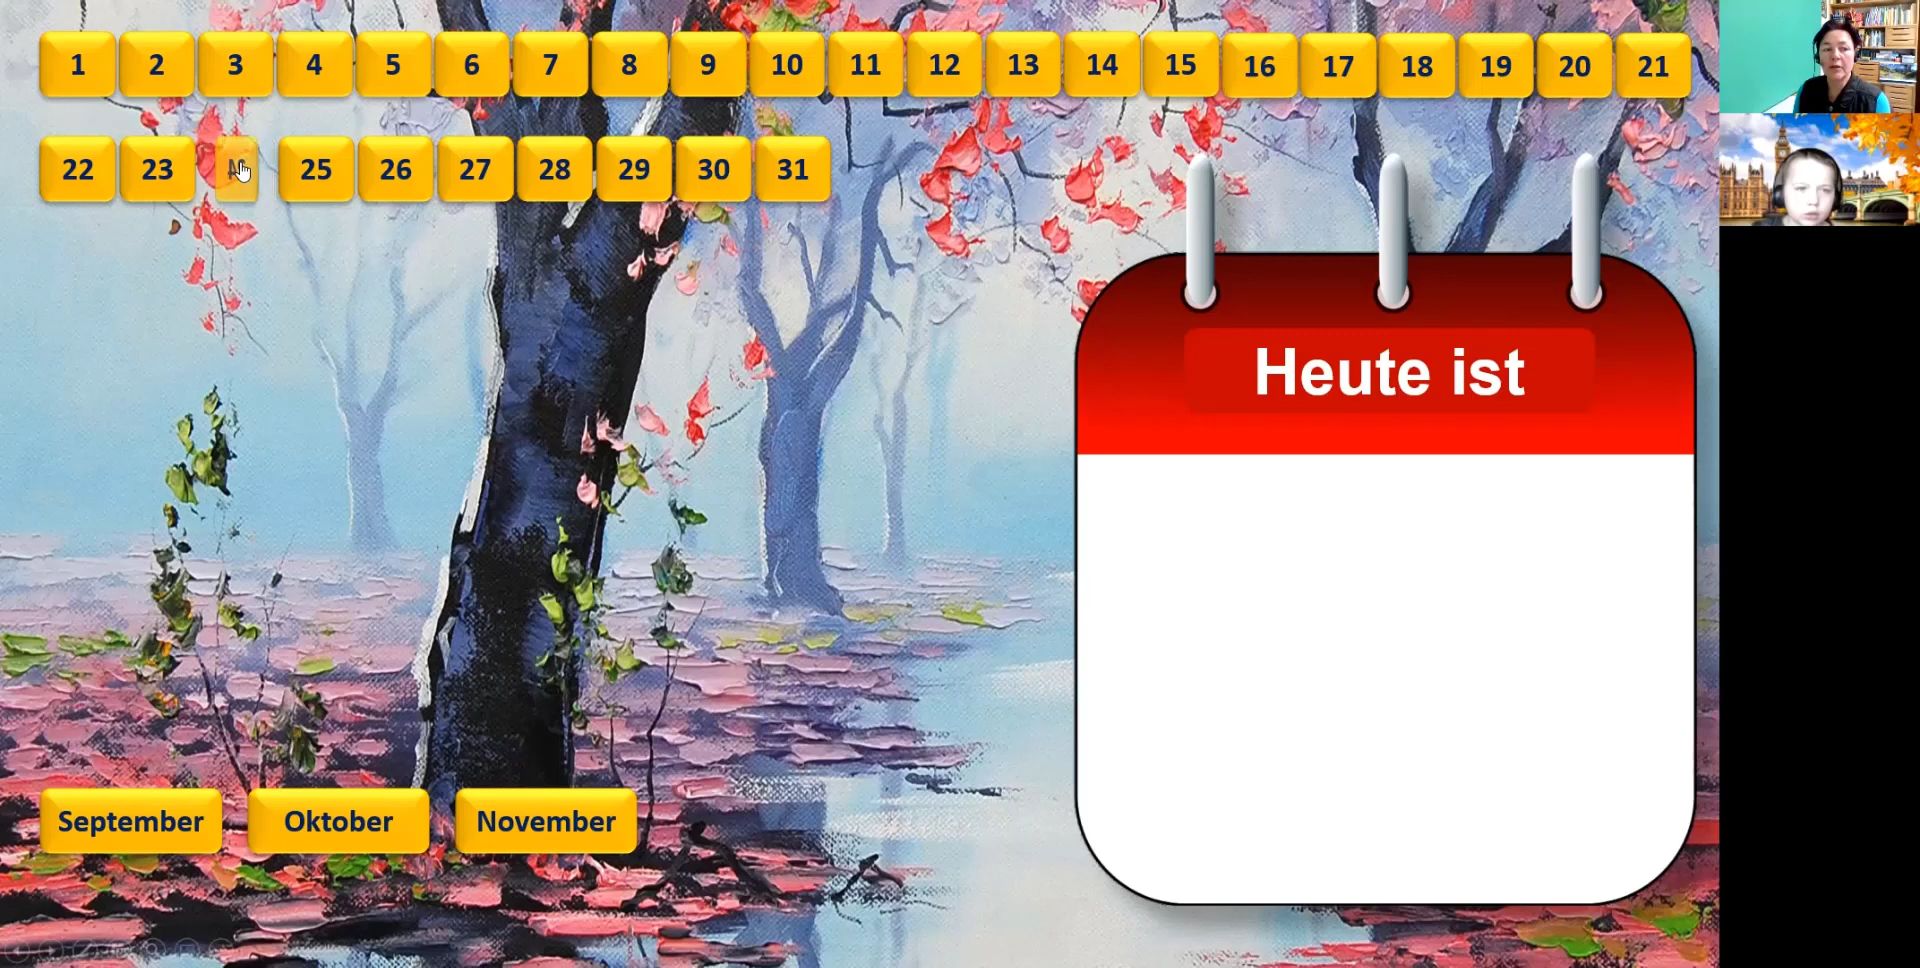 1 2 3 4 5 6 7 8 9 10 11 12 13 14 15 16 17 18 19 20 21
22 23 25 26 27 28 29 30 31
Heute ist
September Oktober November